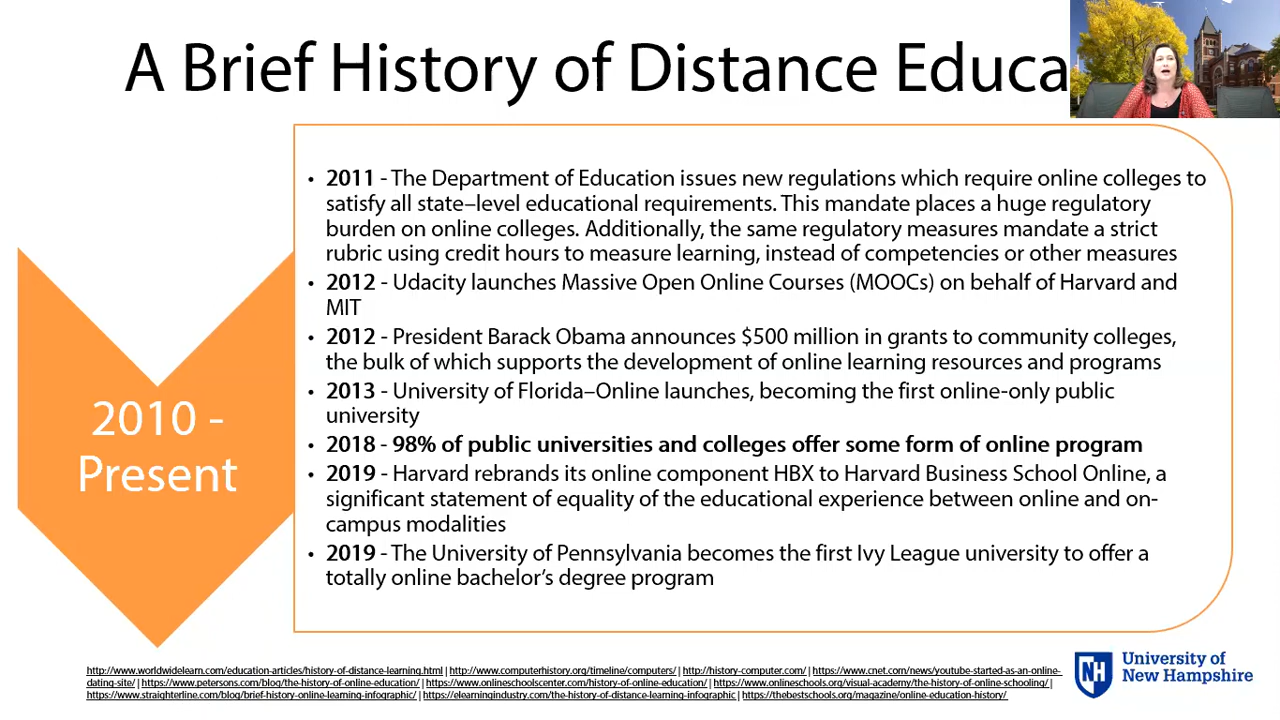 A Brief History of Distance Educa
• 2011 - The Department of Education issues new regulations which require online colleges to
satisfy all state–level educational requirements. This mandate places a huge regulatory
burden on online colleges. Additionally, the same regulatory measures mandate a strict
rubric using credit hours to measure learning, instead of competencies or other measures
• 2012 - Udacity launches Massive Open Online Courses (MOOCs) on behalf of Harvard and
MIT
• 2012 - President Barack Obama announces $500 million in grants to community colleges,
the bulk of which supports the development of online learning resources and programs
• 2013 - University of Florida–Online launches, becoming the first online-only public
university
• 2018 - 98% of public universities and colleges offer some form of online program
• 2019 - Harvard rebrands its online component HBX to Harvard Business School Online, a
significant statement of equality of the educational experience between online and on-
campus modalities
• 2019 - The University of Pennsylvania becomes the first Ivy League university to offer a
totally online bachelor’s degree program
2010 -
Present
http://www.worldwidelearn.com/education-articles/history-of-distance-learning.html | http://www.computerhistory.org/timeline/computers/ | http://history-computer.com/ | https://www.cnet.com/news/youtube-started-as-an-online-
dating-site/ | https://www.petersons.com/blog/the-history-of-online-education/ | https://www.onlineschoolscenter.com/history-of-online-education/ | https://www.onlineschools.org/visual-academy/the-history-of-online-schooling/ |
https://www.straighterline.com/blog/brief-history-online-learning-infographic/ | https://elearningindustry.com/the-history-of-distance-learning-infographic | https://thebestschools.org/magazine/online-education-history/
NH
University of
New Hampshire